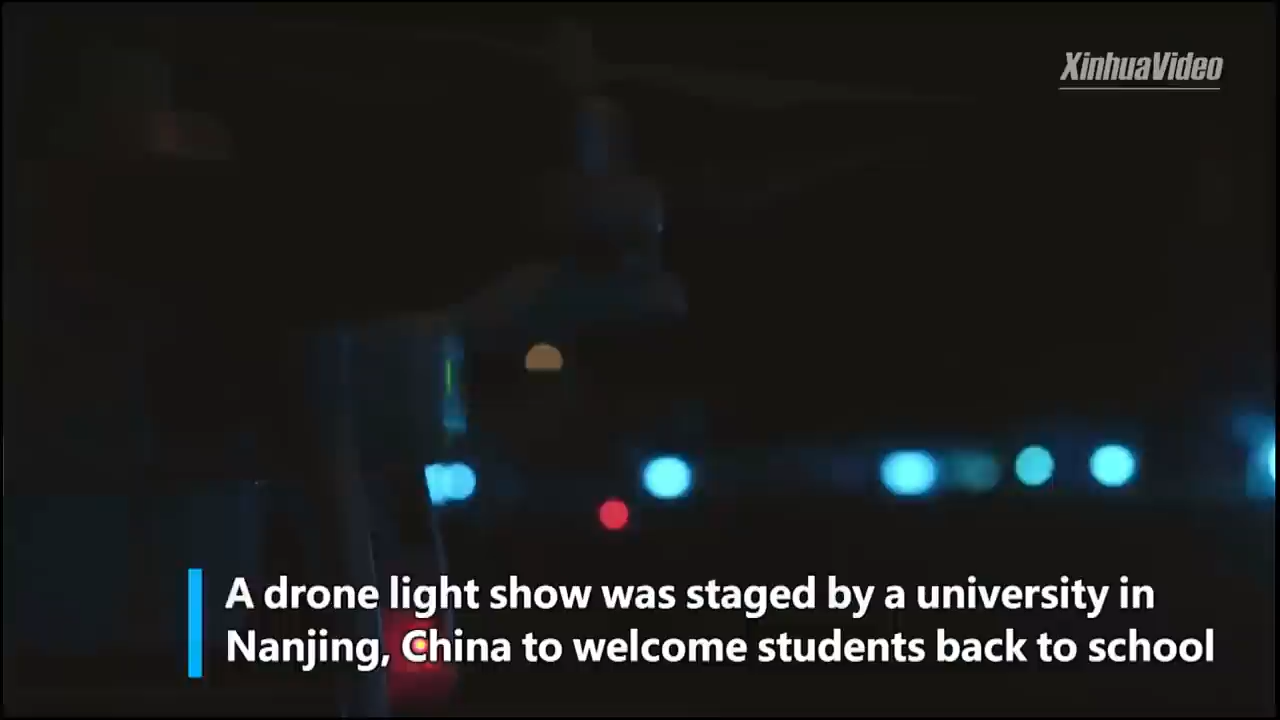 XinhuaVideo
A drone light show was staged by a university in
Nanjing, China to welcome students back to school